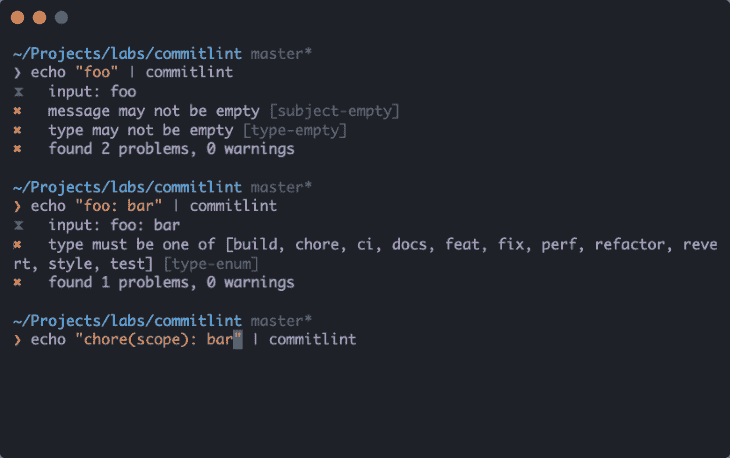 ~/Projects/labs/commitlint master*
❯ echo "foo" | commitlint
⧗   input: foo
✖   message may not be empty [subject-empty]
✖   type may not be empty [type-empty]
✖   found 2 problems, 0 warnings
~/Projects/labs/commitlint master*
❯ echo "foo: bar" | commitlint
⧗   input: foo: bar
✖   type must be one of [build, chore, ci, docs, feat, fix, perf, refactor, reve
rt, style, test] [type-enum]
✖   found 1 problems, 0 warnings
~/Projects/labs/commitlint master*
❯ echo "chore(scope): bar" | commitlint